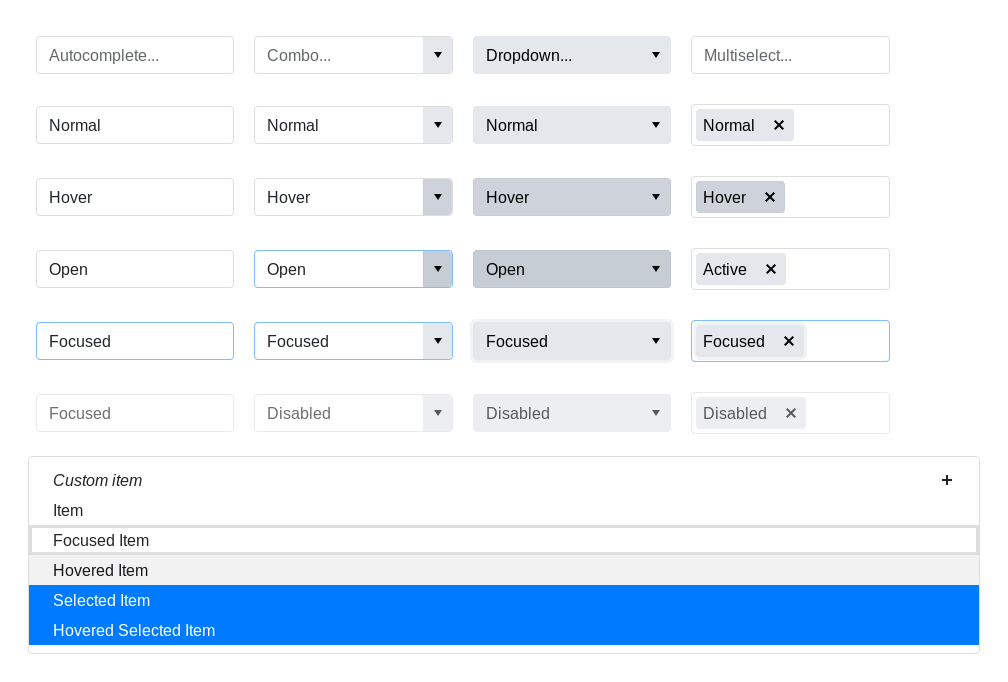 Autocomplete... Combo... Dropdown... Multiselect...
Normal Normal Normal Normal
Hover Hover Hover Hover
Open Open Open Active
Focused Focused Focused Focused
Focused Disabled Disabled Disabled
Custom item
Item
Focused Item
Hovered Item
Selected Item
Hovered Selected Item